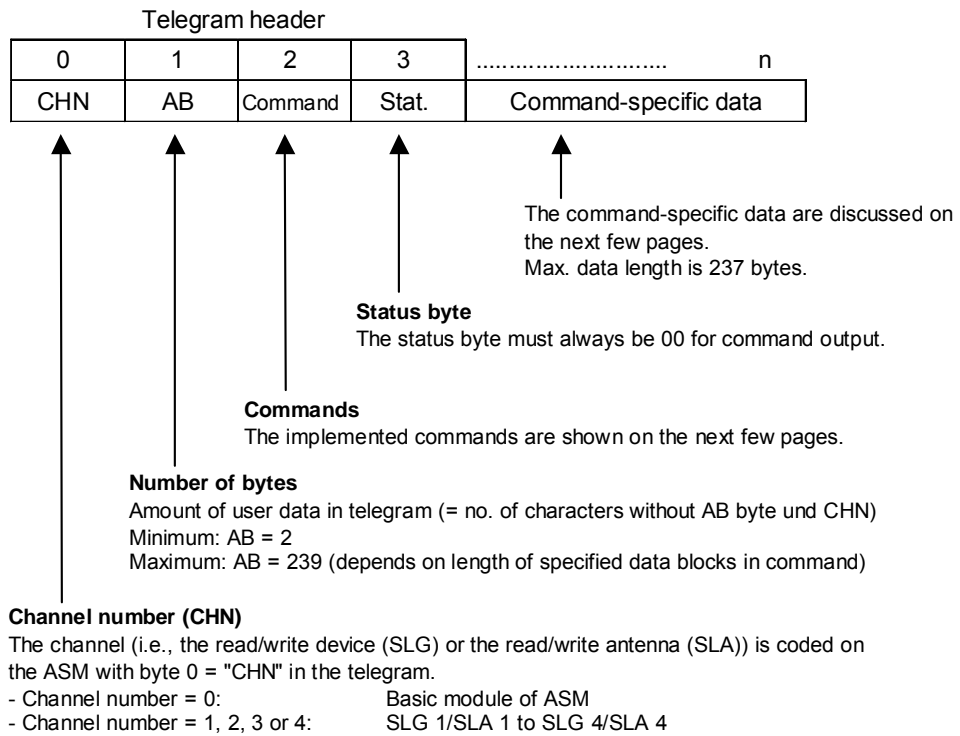 Telegram header
0 1 2 3 ............................ n
CHN AB Command Stat. Command-specific data
The command-specific data are discussed on
the next few pages.
Max. data length is 237 bytes.
Status byte
The status byte must always be 00 for command output.
Commands
The implemented commands are shown on the next few pages.
Number of bytes
Amount of user data in telegram (= no. of characters without AB byte und CHN)
Minimum: AB = 2
Maximum: AB = 239 (depends on length of specified data blocks in command)
Channel number (CHN)
The channel (i.e., the read/write device (SLG) or the read/write antenna (SLA)) is coded on
the ASM with byte 0 = "CHN" in the telegram.
- Channel number = 0: Basic module of ASM
- Channel number = 1, 2, 3 or 4: SLG 1/SLA 1 to SLG 4/SLA 4